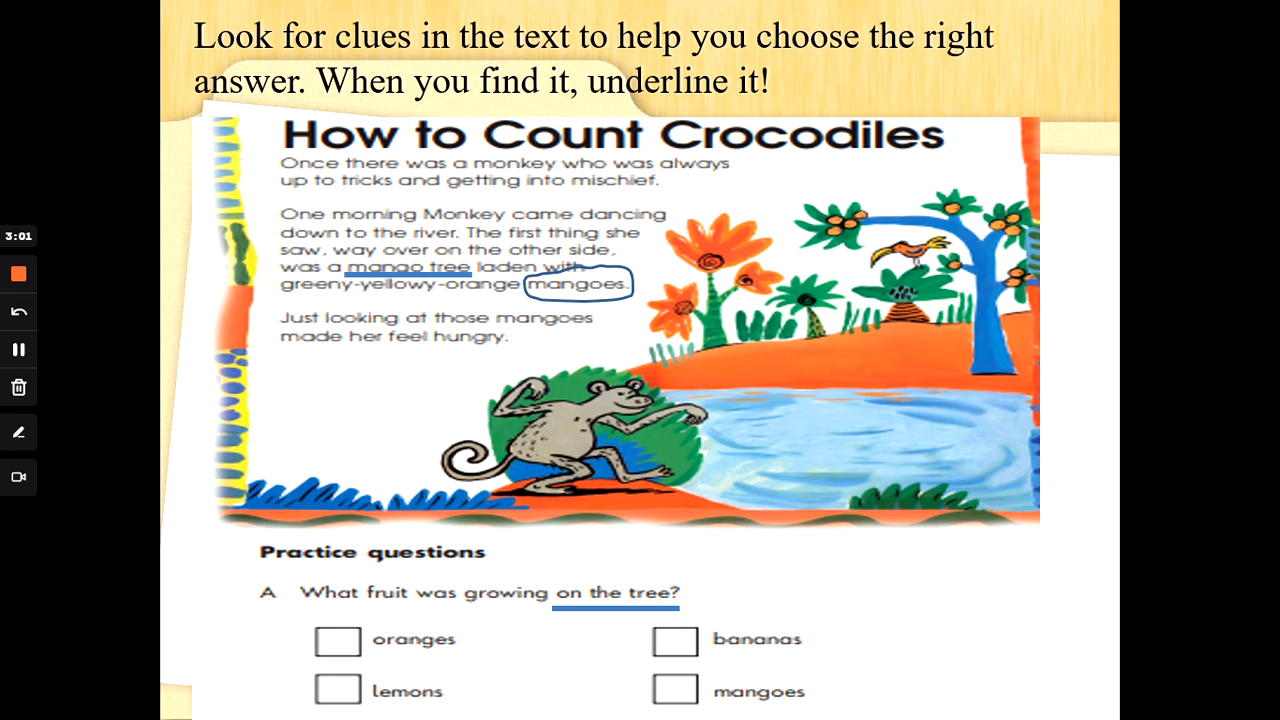 Look for clues in the text to help you choose the right
answer. When you find it, underline it!
How to Count Crocodiles
Once there was a monkey who was always
up to tricks and getting into mischief.
One morning Monkey came dancing
down to the river. The first thing she
saw, way over on the other side,
was a mango tree laden with
greeny-yellowy-orange mangoes.
Just looking at those mangoes
made her feel hungry.
3:01
Practice questions
A What fruit was growing on the tree?
oranges
bananas
lemons
mangoes